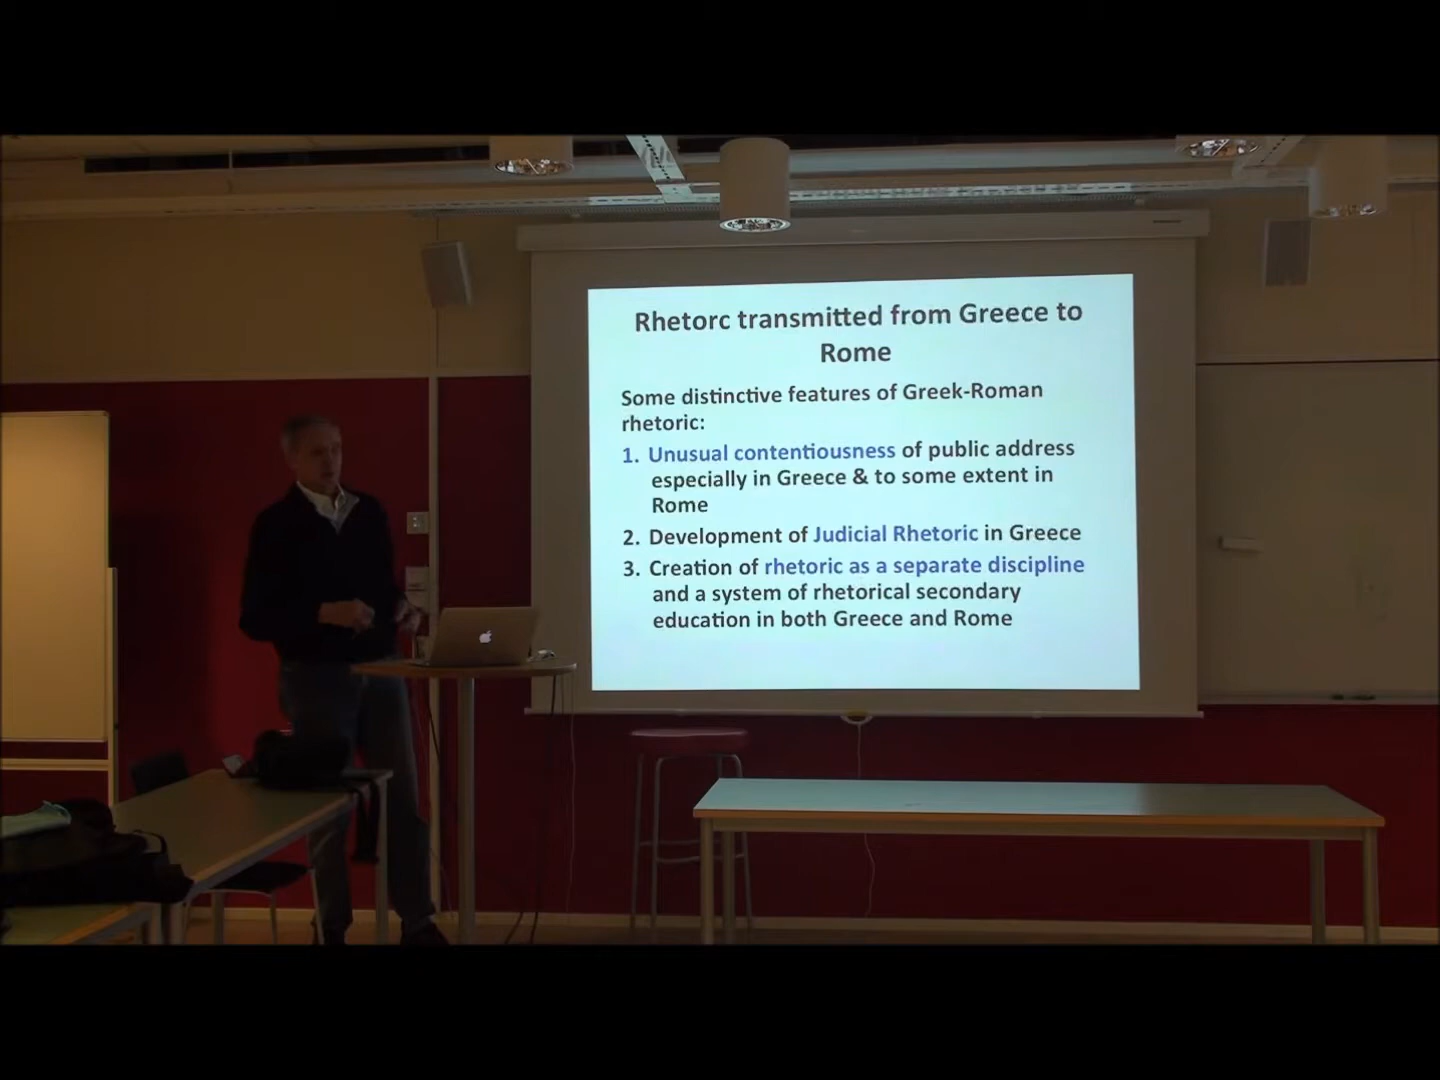 Rhetorc transmitted from Greece to
Rome
Some distinctive features of Greek-Roman
rhetoric:
1. Unusual contentiousness of public address
especially in Greece & to some extent in
Rome
2. Development of Judicial Rhetoric in Greece
3. Creation of rhetoric as a separate discipline
and a system of rhetorical secondary
education in both Greece and Rome